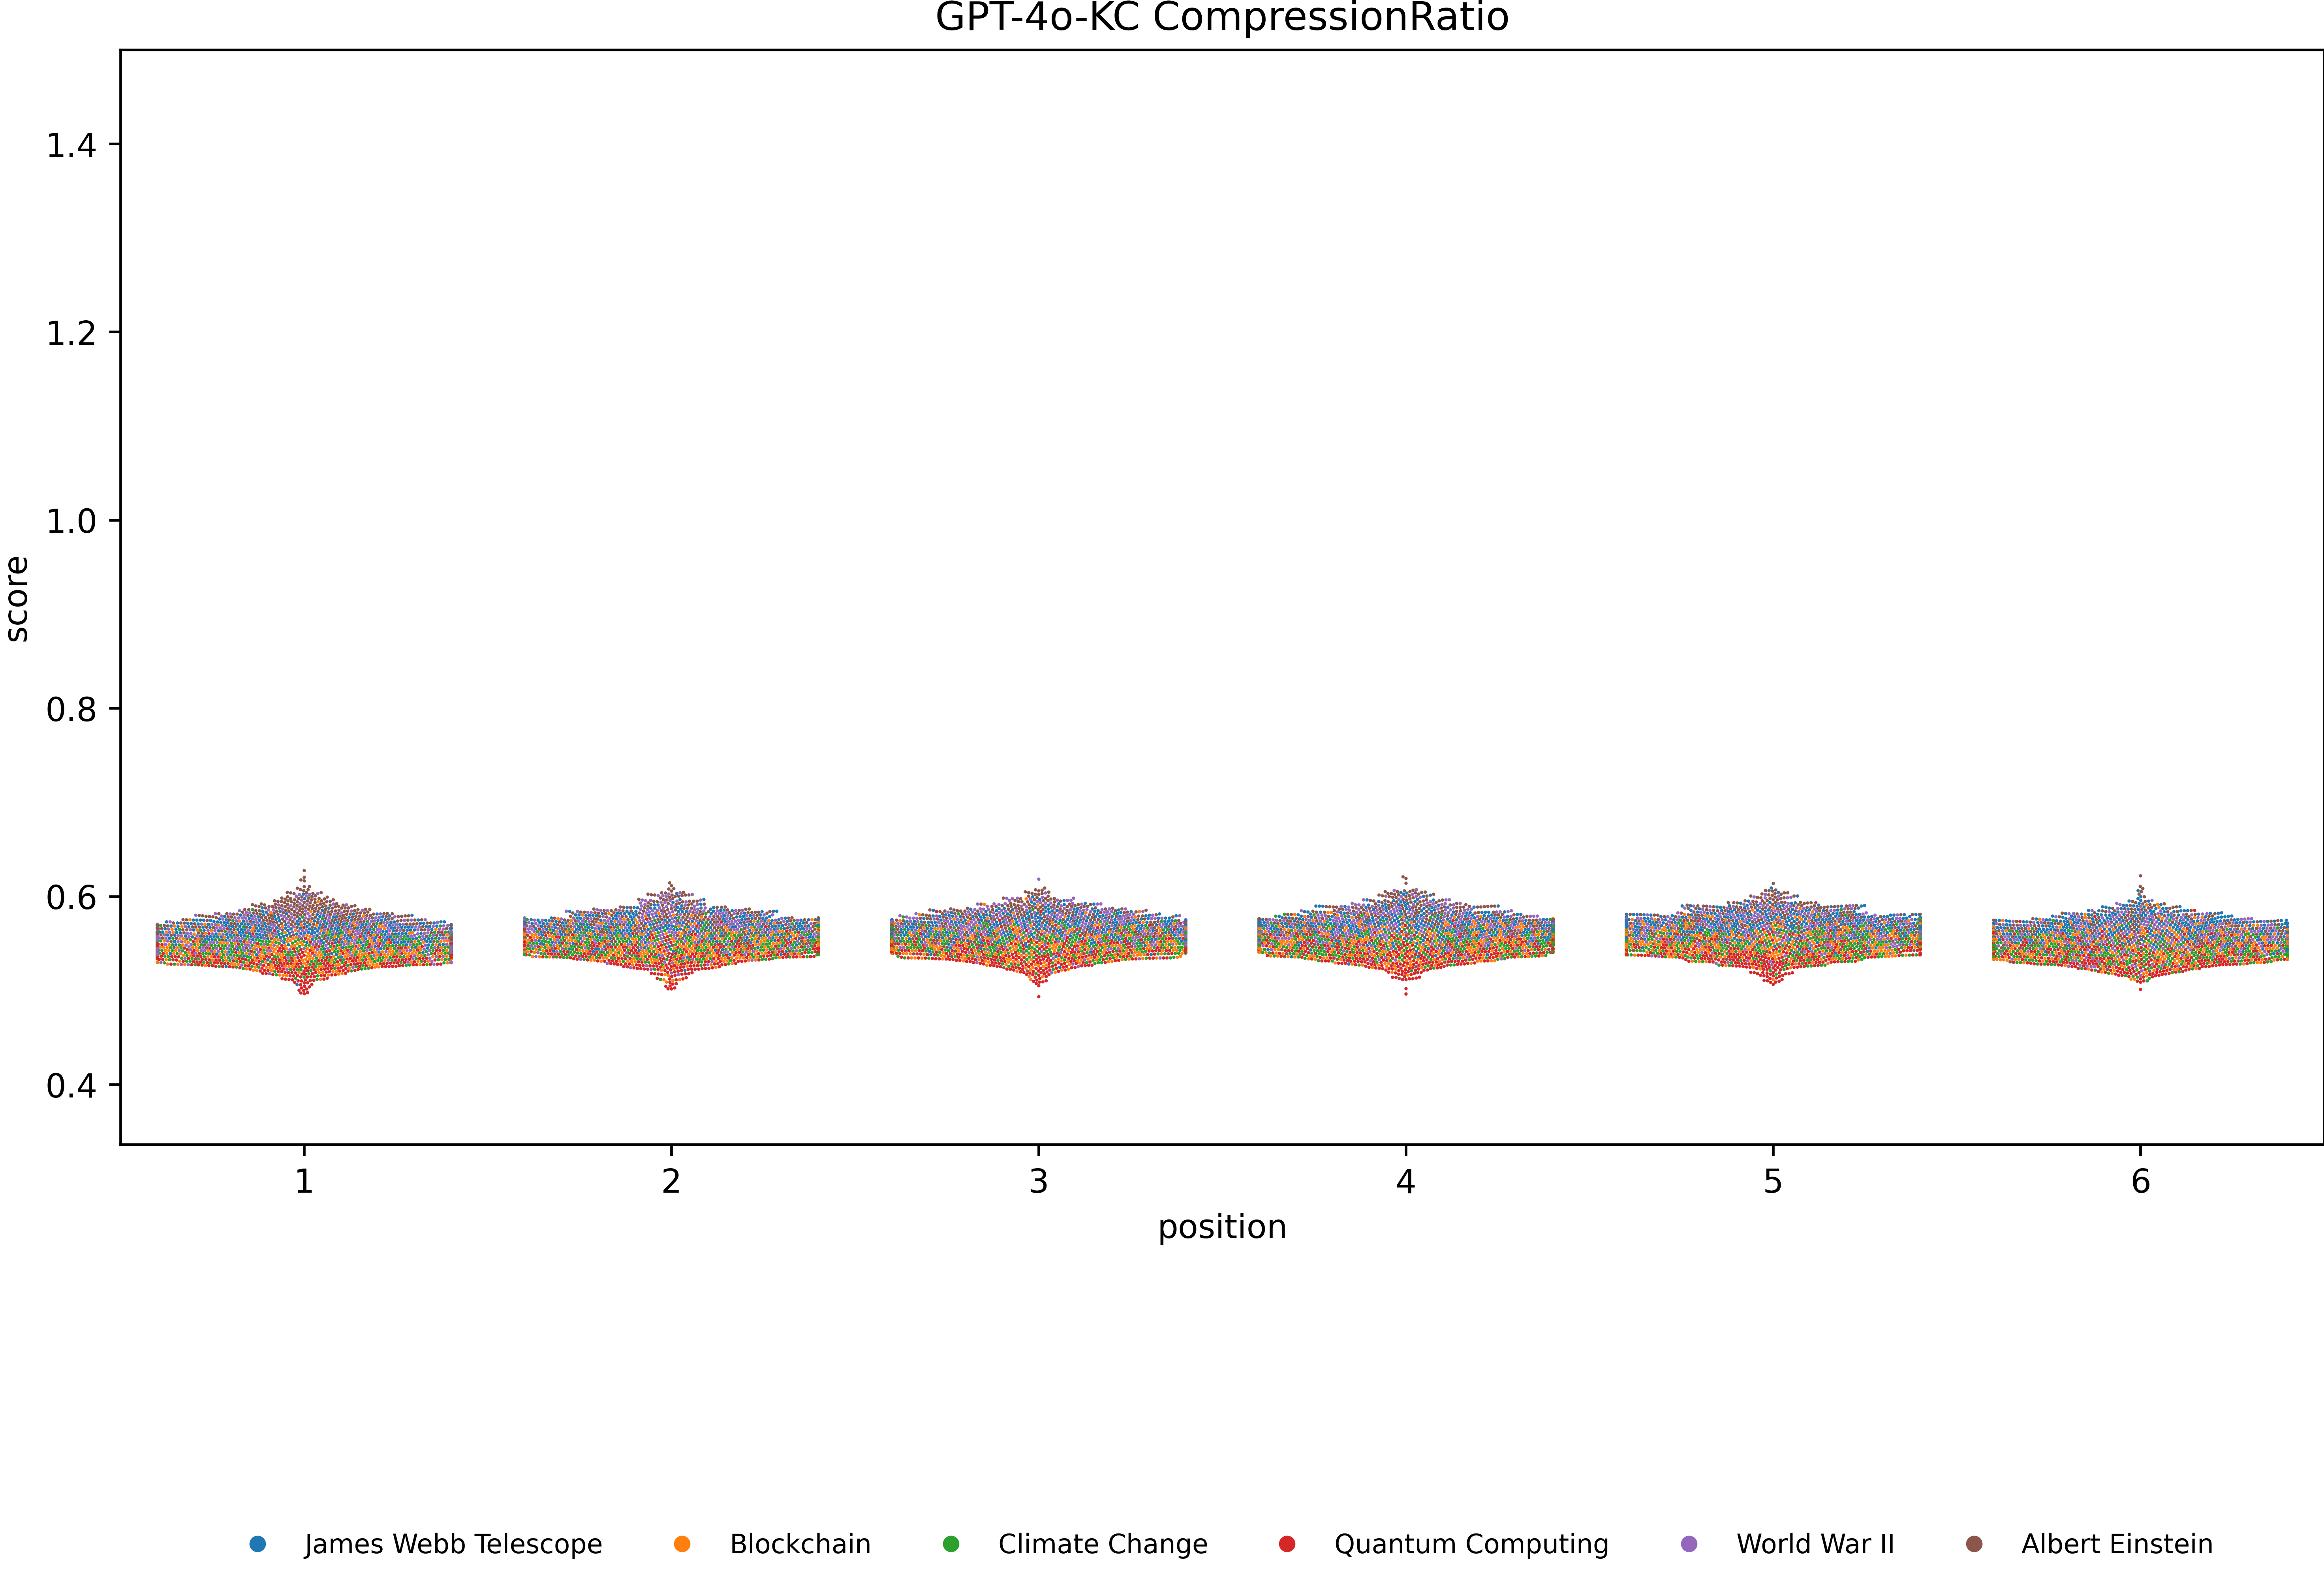 GPT-4o-KC CompressionRatio
1.4
1.2
1.0
0.8
0.6
0.4
score
1 2 3 4 5 6
position
James Webb Telescope Blockchain Climate Change Quantum Computing World War II Albert Einstein